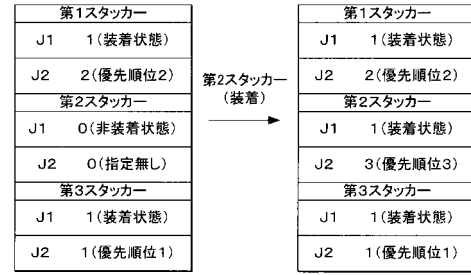 第1スタッカー
J1 1(装着状態)
J2 2(優先順位2)
第2スタッカー
J1 0(非装着状態)
J2 0(指定無し)
第3スタッカー
J1 1(装着状態)
J2 1(優先順位1)
第2スタッカー
(装着)
第1スタッカー
J1 1(装着状態)
J2 2(優先順位2)
第2スタッカー
J1 1(装着状態)
J2 3(優先順位3)
第3スタッカー
J1 1(装着状態)
J2 1(優先順位1)